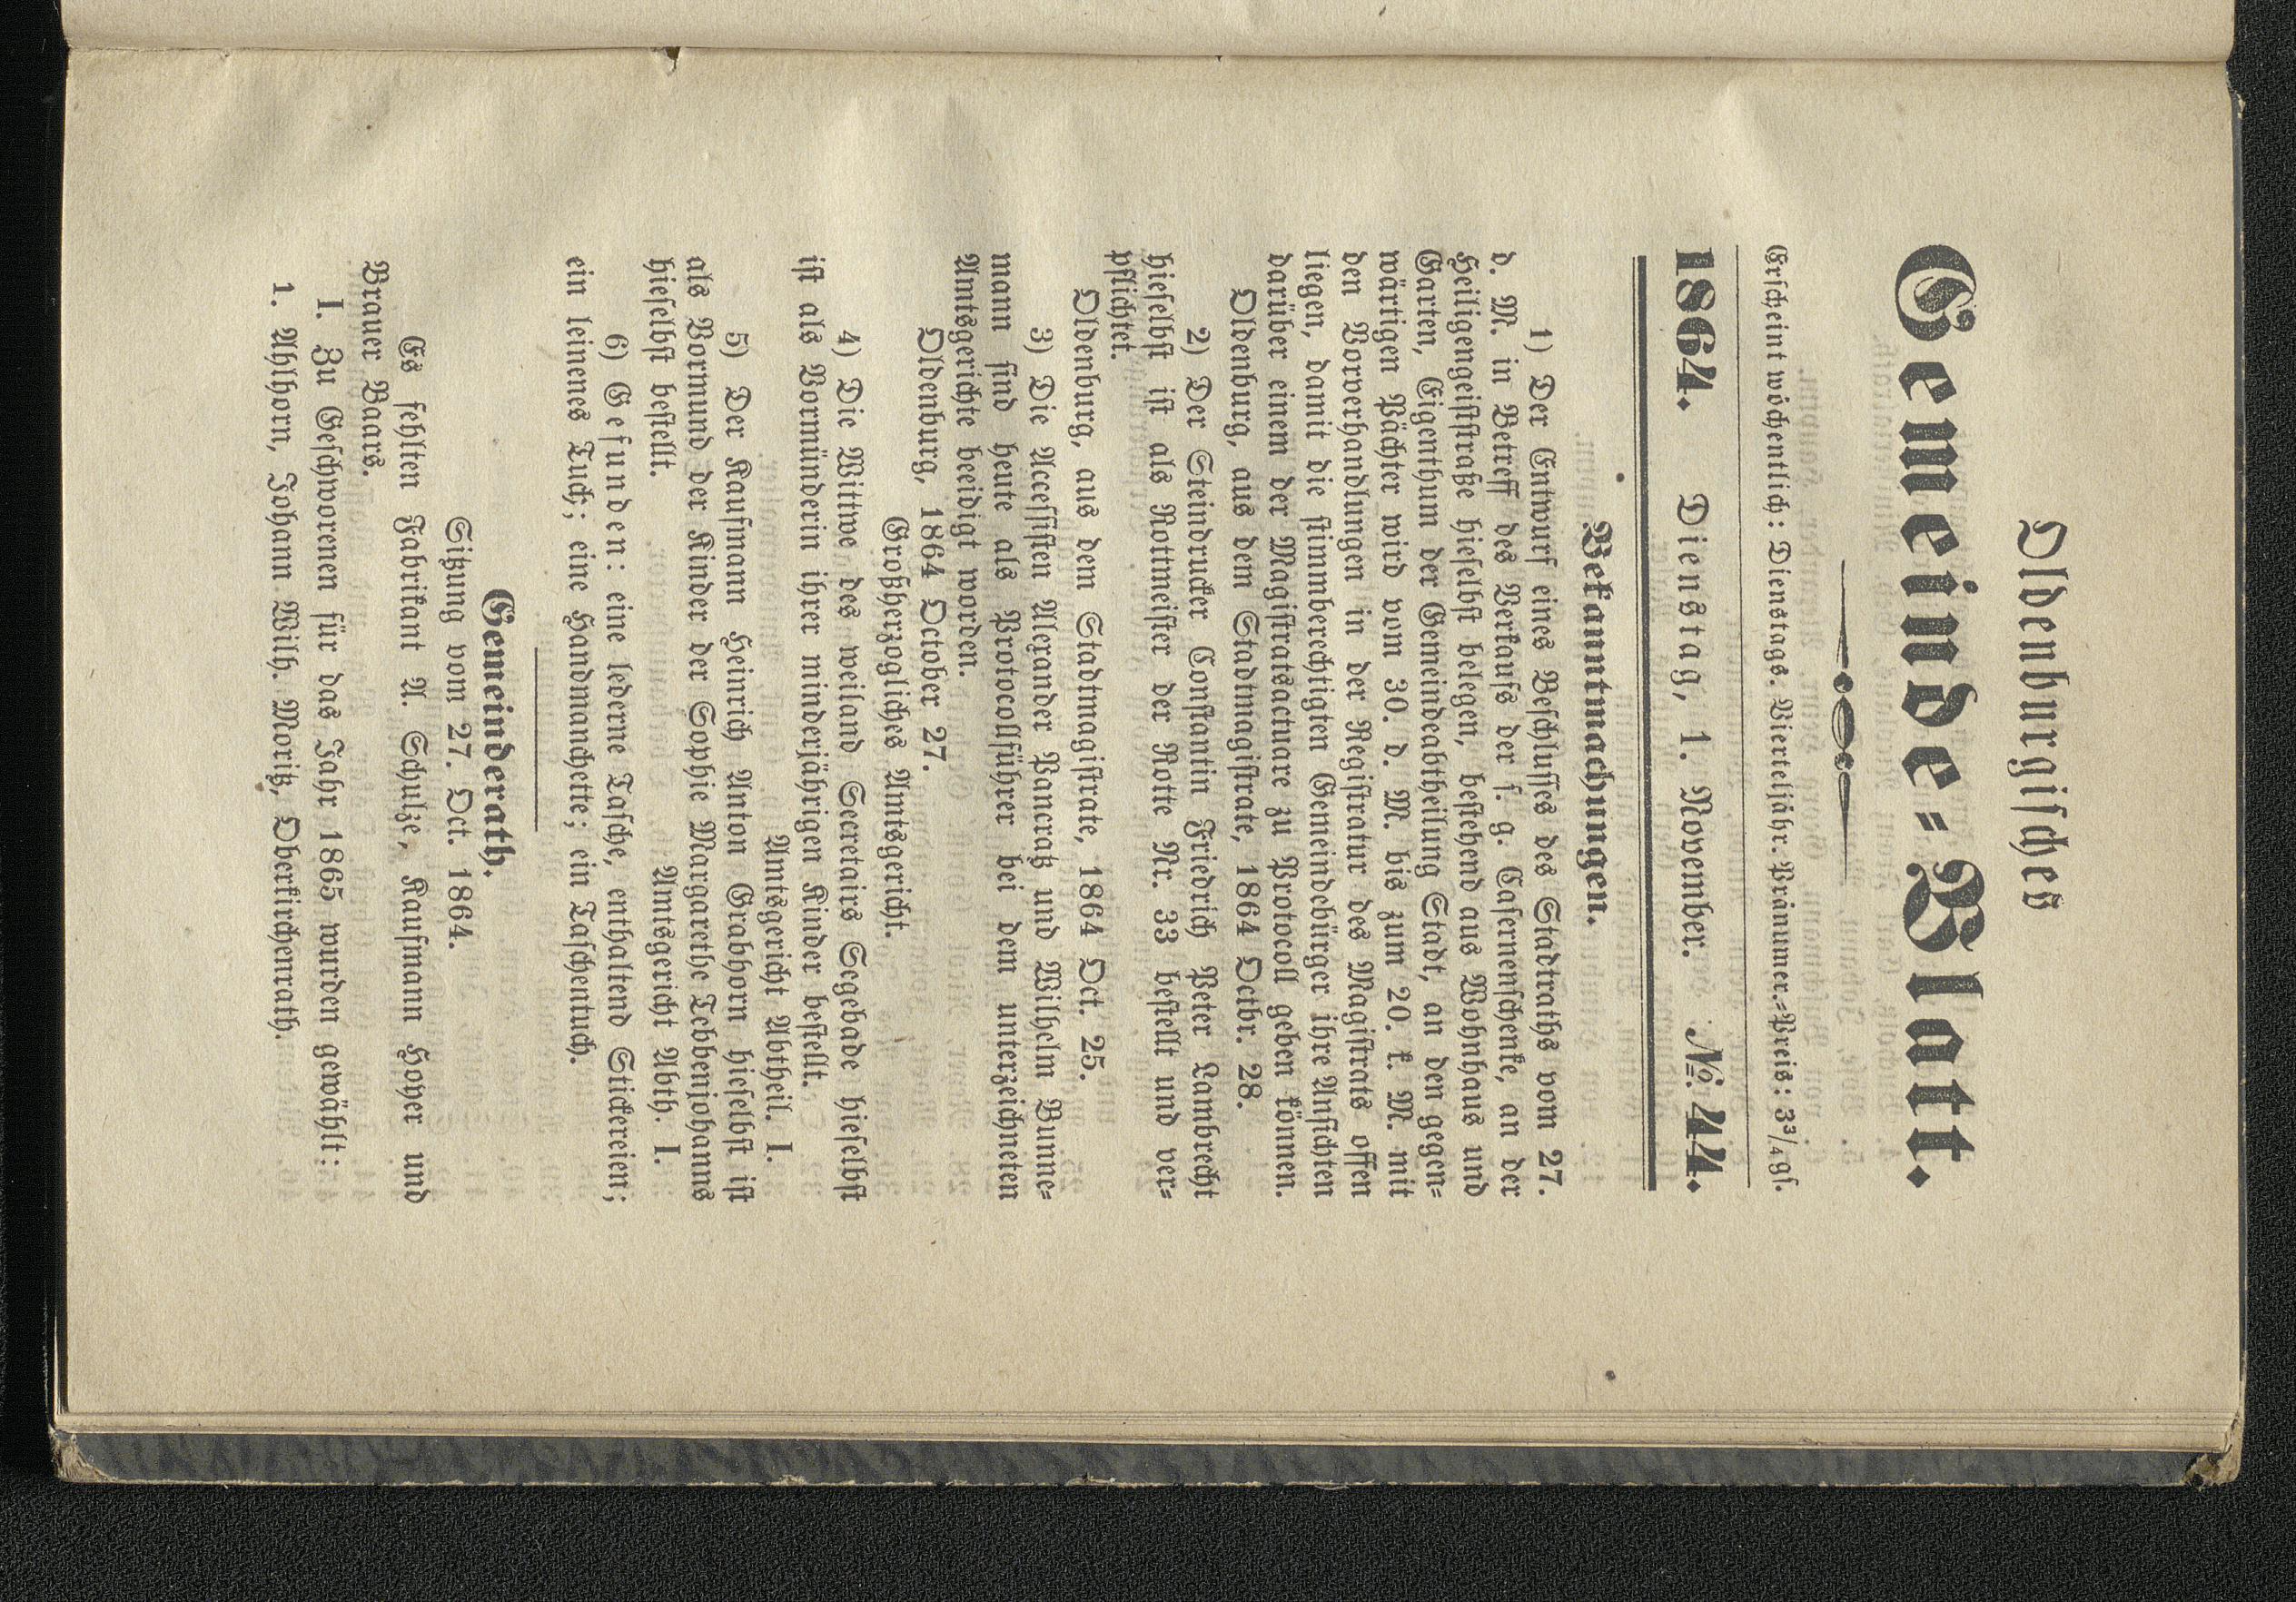 Oldenburgisches
Gemeinde=Blatt.
Erscheint wöchentlich: Dienstags. Vierteljähr. Pränumer.=Preis: 3³/₄ gs.
1864. Dienstag, 1. November. №. 44.
Bekanntmachungen.
1) Der Entwurf eines Beschlusses des Stadtraths vom 27.
d. M. in Betreff des Verkaufs der s. g. Casernenschenke, an der
Heiligengeiststraße hieselbst belegen, bestehend aus Wohnhaus und
Garten, Eigenthum der Gemeindeabtheilung Stadt, an den gegen=
wärtigen Pächter wird vom 30. d. M. bis zum 20. k. M. mit
den Vorverhandlungen in der Registratur des Magistrats offen
liegen, damit die stimmberechtigten Gemeindebürger ihre Ansichten
darüber einem der Magistratsactuare zu Protocoll geben können.
Oldenburg, aus dem Stadtmagistrate, 1864 Octbr. 28.
2) Der Steindrucker Constantin Friedrich Peter Lambrecht
hieselbst ist als Rottmeister der Rotte Nr. 33 bestellt und ver=
pflichtet.
Oldenburg, aus dem Stadtmagistrate, 1864 Oct. 25.
3) Die Accessisten Alexander Pancratz und Wilhelm Bunne=
mann sind heute als Protocollführer bei dem unterzeichneten
Amtsgerichte beeidigt worden.
Oldenburg, 1864 October 27.
Großherzogliches Amtsgericht.
4) Die Wittwe des weiland Secretairs Segebade hieselbst
ist als Vormünderin ihrer minderjährigen Kinder bestellt.
Amtsgericht Abtheil. I.
5) Der Kaufmann Heinrich Anton Grabhorn hieselbst ist
als Vormund der Kinder der Sophie Margarethe Tebbenjohanns
hieselbst bestellt.
Amtsgericht Abth. I.
6) Gefunden: eine lederne Tasche, enthaltend Stickereien;
ein leinenes Tuch; eine Handmanchette; ein Taschentuch.
Gemeinderath.
Sitzung vom 27. Oct. 1864.
Es fehlten Fabrikant A. Schulze, Kaufmann Hoyer und
Brauer Baars.
I. Zu Geschworenen für das Jahr 1865 wurden gewählt:
1. Ahlhorn, Johann Wilh. Moritz, Oberkirchenrath.